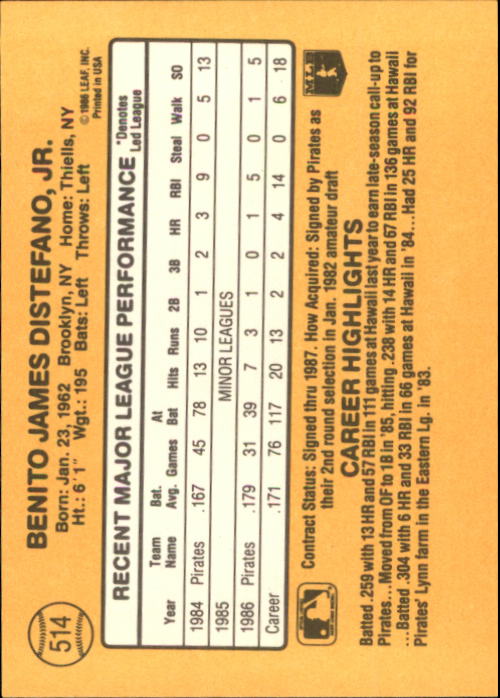 514
BENITO JAMES DISTEFANO, JR.
Born: Jan. 23, 1962 Brooklyn, NY Home: Thiells, NY
Ht.: 6'1" Wgt.: 195 Bats: Left Throws: Left
© 1986 LEAF, INC.
Printed in USA
RECENT MAJOR LEAGUE PERFORMANCE
*Denotes
Led League
Year Team Name Bat. Avg. Games At Bat Hits Runs 2B 3B HR RBI Steal Walk SO
1984 Pirates .167 45 78 13 10 1 2 3 9 0 5 13
1985 MINOR LEAGUES
1986 Pirates .179 31 39 7 3 1 0 1 5 0 1 5
Career .171 76 117 20 13 2 2 4 14 0 6 18
Contract Status: Signed thru 1987. How Acquired: Signed by Pirates as
their 2nd round selection in Jan. 1982 amateur draft
MLB
CAREER HIGHLIGHTS
Batted .259 with 13 HR and 57 RBI in 111 games at Hawaii last year to earn late-season call-up to
Pirates...Moved from OF to 1B in '85, hitting .238 with 14 HR and 67 RBI in 136 games at Hawaii
...Batted .304 with 6 HR and 33 RBI in 66 games at Hawaii in '84...Had 25 HR and 92 RBI for
Pirates' Lynn farm in the Eastern Lg. in '83.